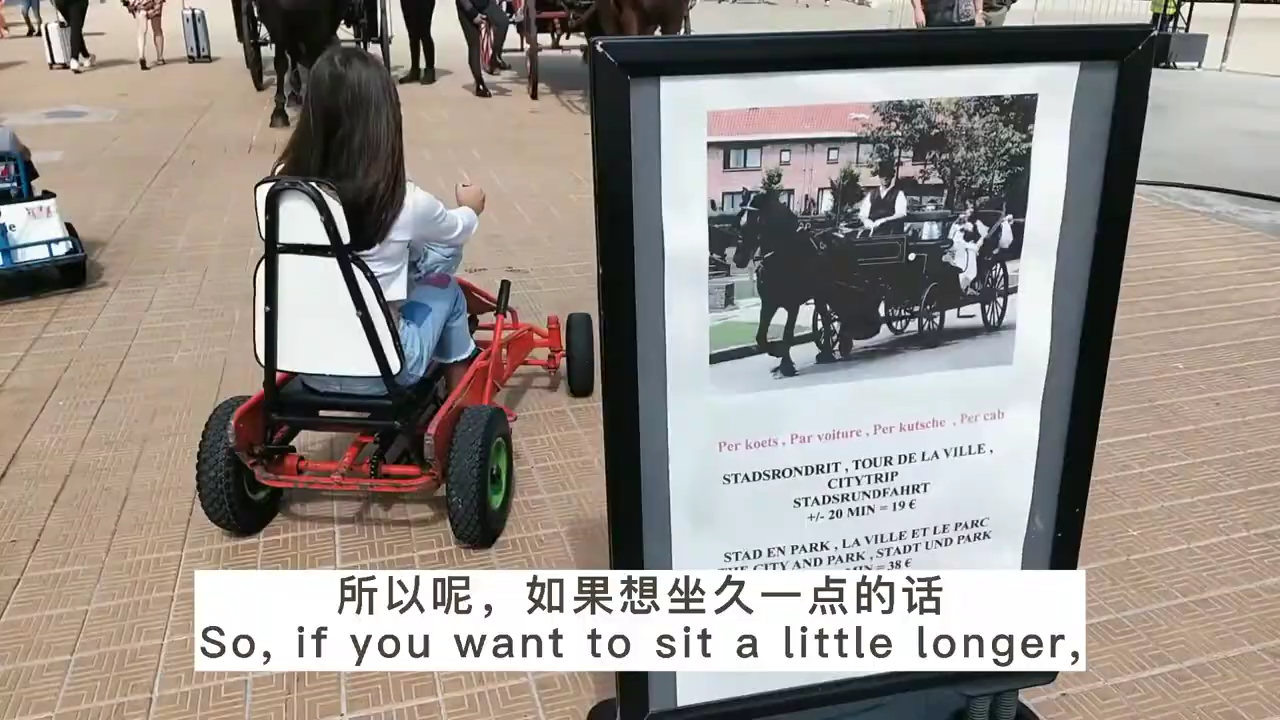 Per koets , Par voiture , Per kutsche , Per cab
STADSRONDRIT , TOUR DE LA VILLE ,
CITYTRIP
STADSRUNDFAHRT
+/- 20 MIN = 19 €
STAD EN PARK , LA VILLE ET LE PARC
THE CITY AND PARK , STADT UND PARK
MIN = 38 €
所以呢，如果想坐久一点的话
So, if you want to sit a little longer,